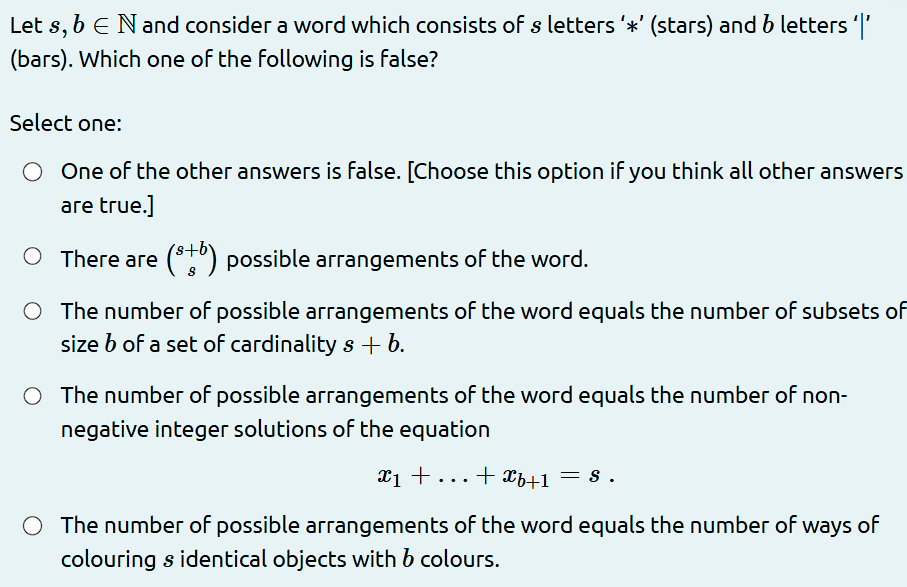 Let s, b ∈ ℕ and consider a word which consists of s letters '∗' (stars) and b letters '|'
(bars). Which one of the following is false?
Select one:
One of the other answers is false. [Choose this option if you think all other answers
are true.]
There are (s+b s) possible arrangements of the word.
The number of possible arrangements of the word equals the number of subsets of
size b of a set of cardinality s + b.
The number of possible arrangements of the word equals the number of non-
negative integer solutions of the equation
x₁ + … + x_{b+1} = s .
The number of possible arrangements of the word equals the number of ways of
colouring s identical objects with b colours.